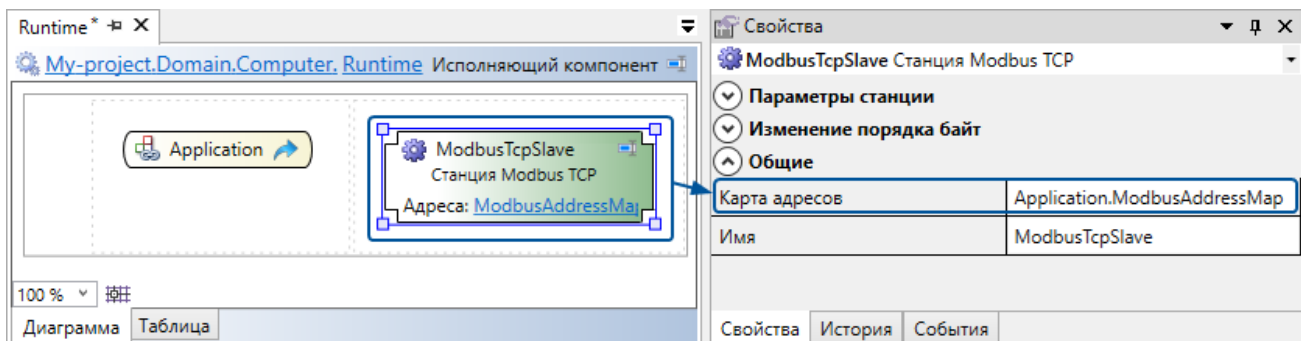 Runtime*
My-project.Domain.Computer. Runtime Исполняющий компонент
Application
ModbusTcpSlave
Станция Modbus TCP
Адреса: ModbusAddressMap
100 %
Диаграмма Таблица
Свойства
ModbusTcpSlave Станция Modbus TCP
Параметры станции
Изменение порядка байт
Общие
Карта адресов Application.ModbusAddressMap
Имя ModbusTcpSlave
Свойства История События